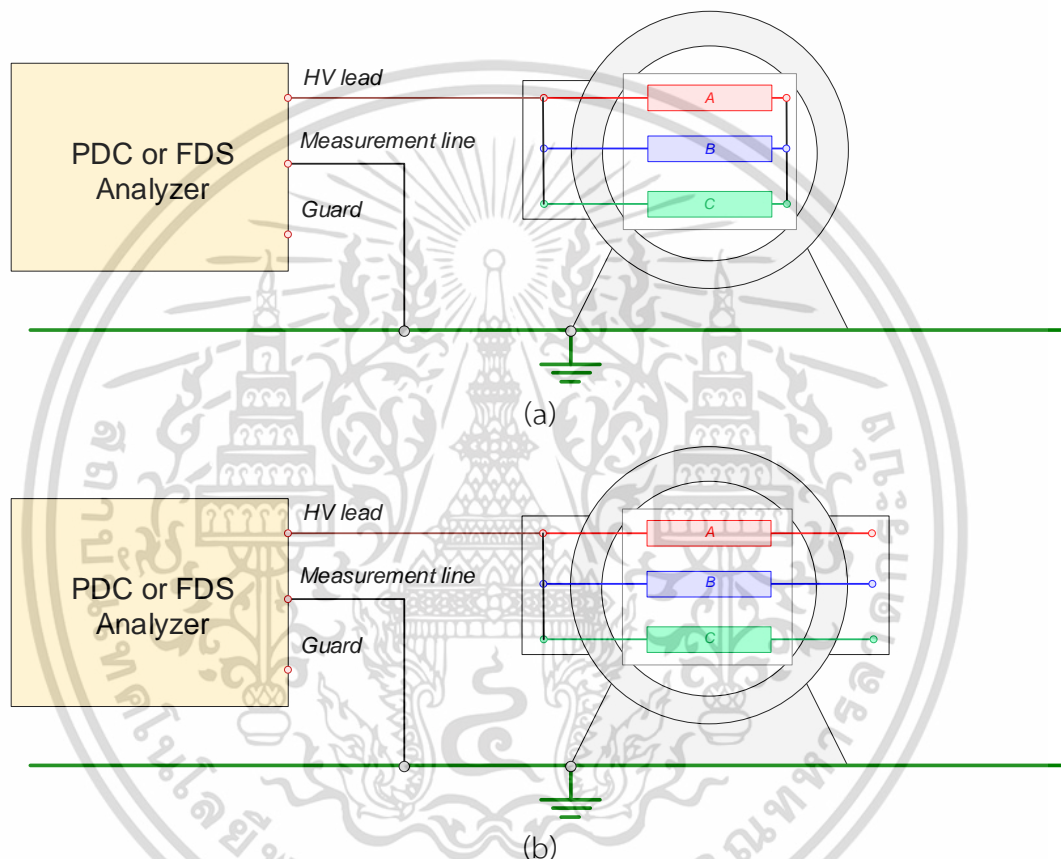 HV lead
Measurement line
PDC or FDS
Analyzer
Guard
A
B
C
(a)
HV lead
Measurement line
PDC or FDS
Analyzer
Guard
A
B
C
(b)